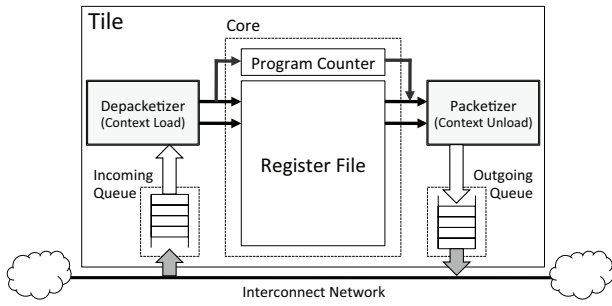 Tile
Core
Program Counter
Depacketizer
(Context Load)
Packetizer
(Context Unload)
Register File
Incoming
Queue
Outgoing
Queue
Interconnect Network